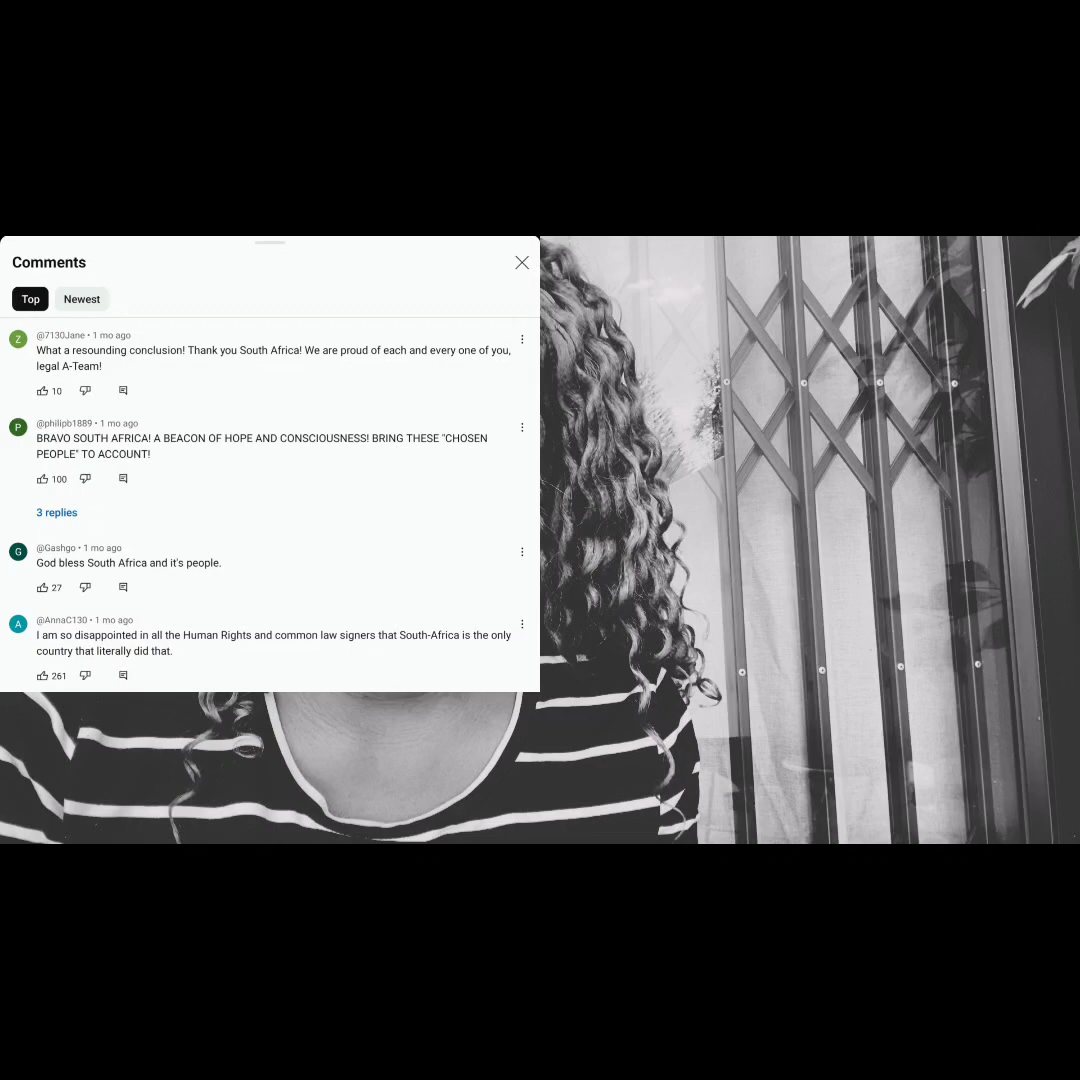 Comments
Top
Newest
Z
@7130Jane • 1 mo ago
What a resounding conclusion! Thank you South Africa! We are proud of each and every one of you,
legal A-Team!
10
P
@philipb1889 • 1 mo ago
BRAVO SOUTH AFRICA! A BEACON OF HOPE AND CONSCIOUSNESS! BRING THESE "CHOSEN
PEOPLE" TO ACCOUNT!
100
3 replies
G
@Gashgo • 1 mo ago
God bless South Africa and it's people.
27
A
@AnnaC130 • 1 mo ago
I am so disappointed in all the Human Rights and common law signers that South-Africa is the only
country that literally did that.
261